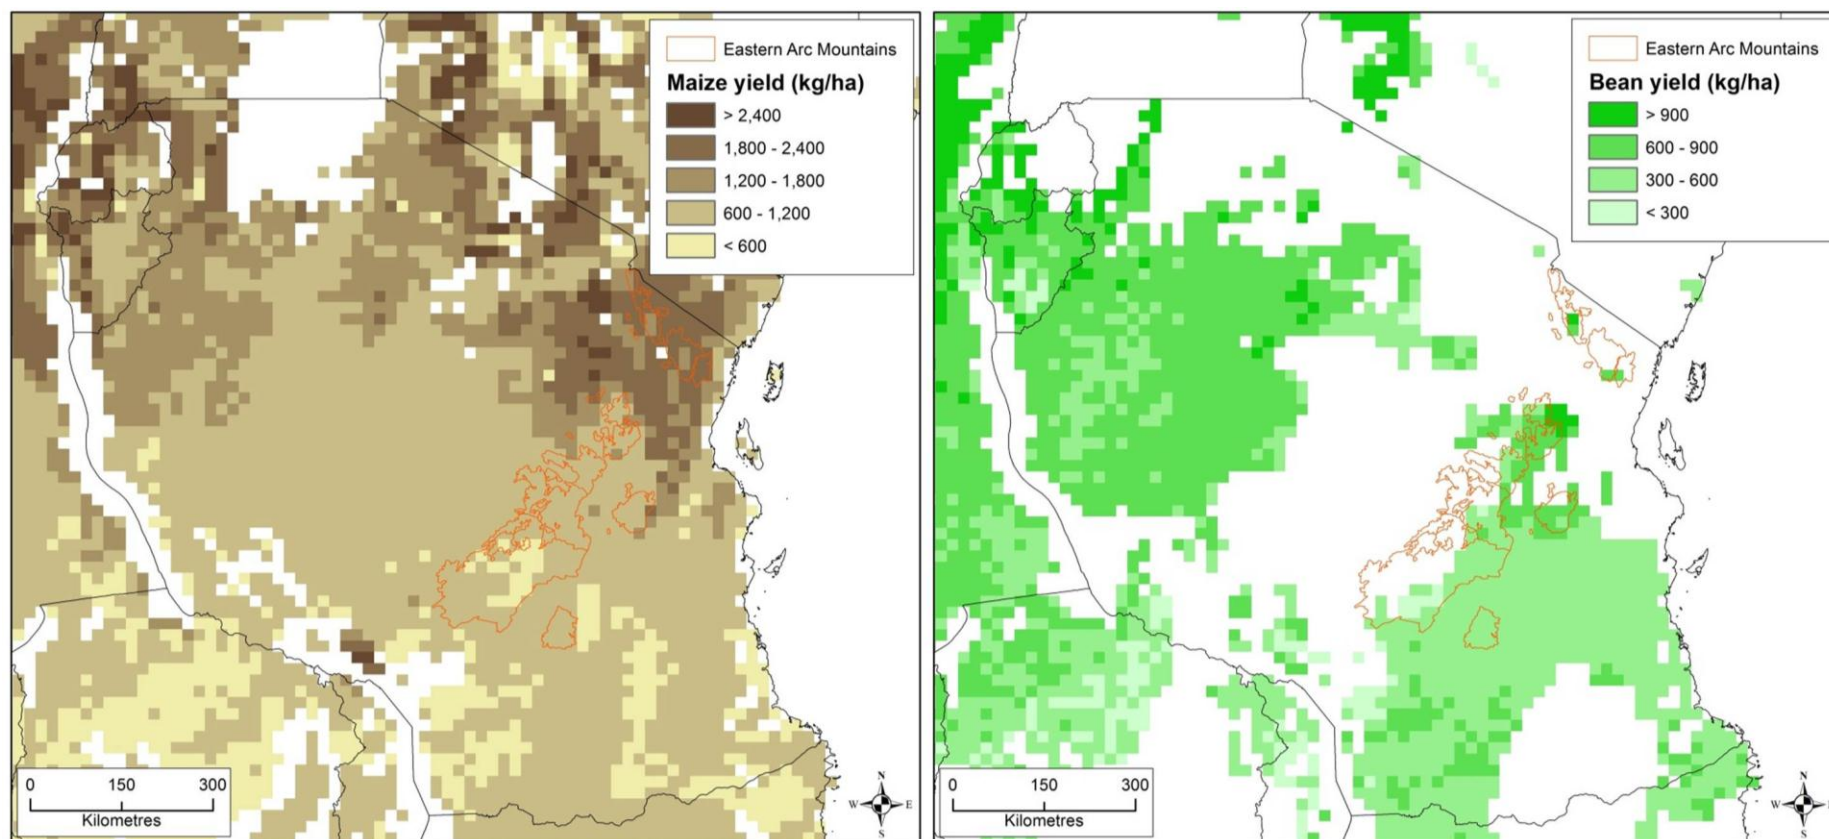 Eastern Arc Mountains
Maize yield (kg/ha)
> 2,400
1,800 - 2,400
1,200 - 1,800
600 - 1,200
< 600
0 150 300
Kilometres
N
W E
S
Eastern Arc Mountains
Bean yield (kg/ha)
> 900
600 - 900
300 - 600
< 300
0 150 300
Kilometres
N
W
S